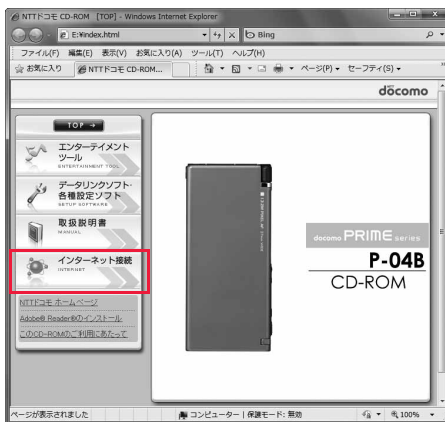 NTTドコモ CD-ROM [TOP] - Windows Internet Explorer
E:¥index.html
Bing
ファイル(F) 編集(E) 表示(V) お気に入り(A) ツール(T) ヘルプ(H)
お気に入り
NTTドコモ CD-ROM...
ページ(P)
セーフティ(S)
docomo
TOP
エンターテイメント
ツール
ENTERTAINMENT TOOL
データリンクソフト・
各種設定ソフト
SETUP SOFTWARE
取扱説明書
MANUAL
インターネット接続
INTERNET
NTTドコモ ホームページ
Adobe® Reader®のインストール
このCD-ROMのご利用にあたって
docomo PRIME series
P-04B
CD-ROM
ページが表示されました
コンピューター | 保護モード: 無効
100%